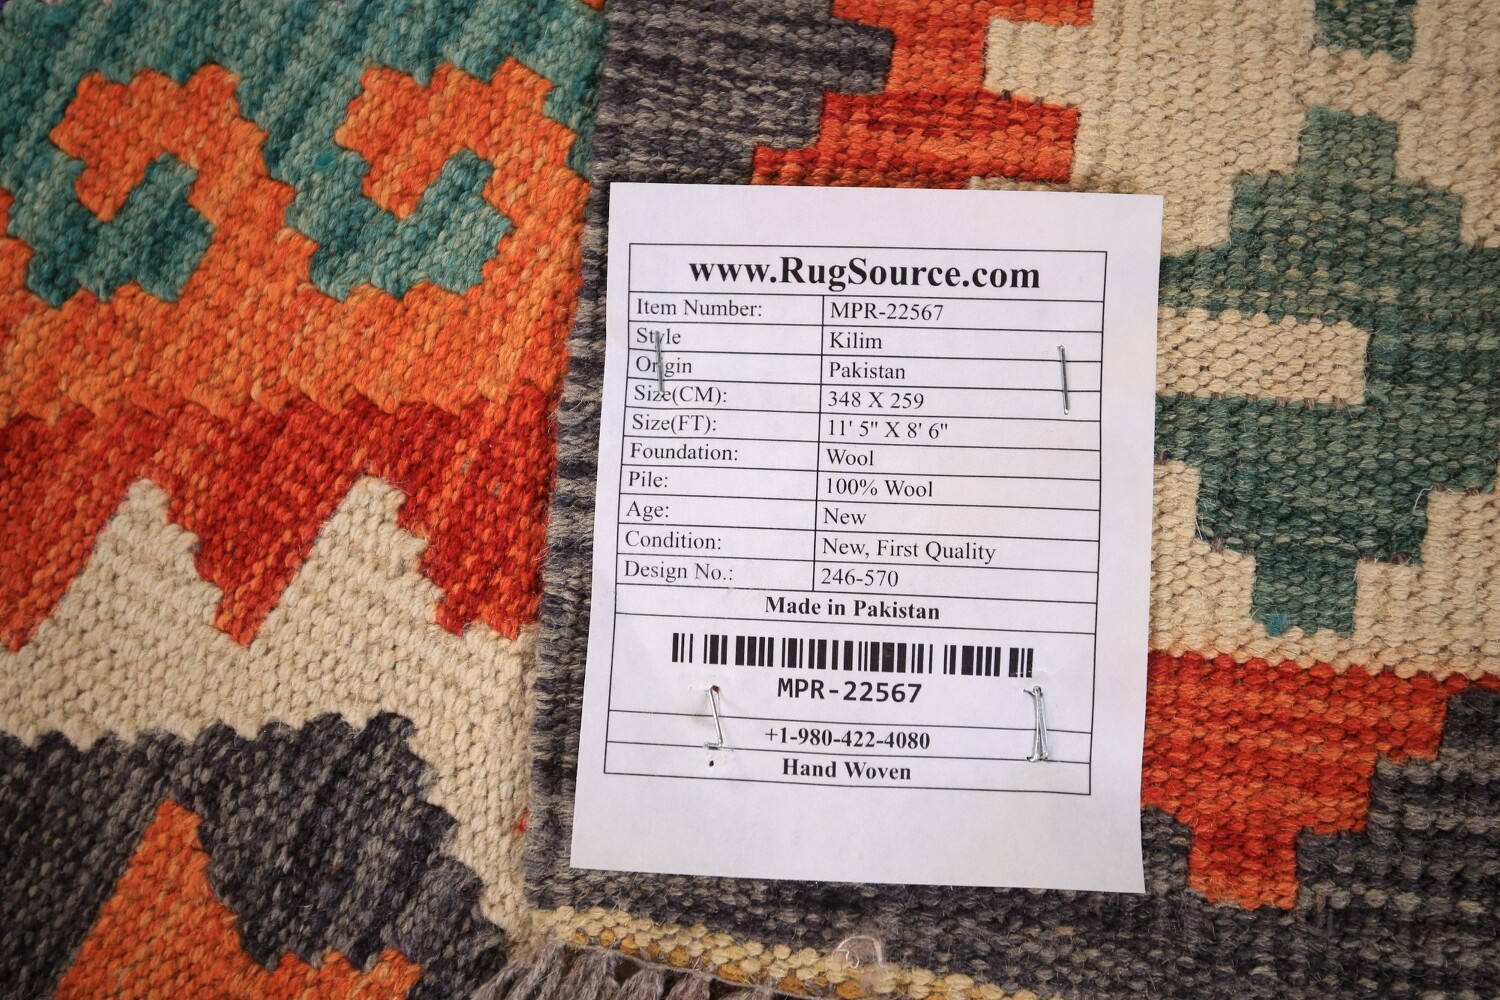 www.RugSource.com
Item Number: MPR-22567
Style Kilim
Origin Pakistan
Size(CM): 348 X 259
Size(FT): 11' 5" X 8' 6"
Foundation: Wool
Pile: 100% Wool
Age: New
Condition: New, First Quality
Design No.: 246-570
Made in Pakistan
MPR-22567
+1-980-422-4080
Hand Woven